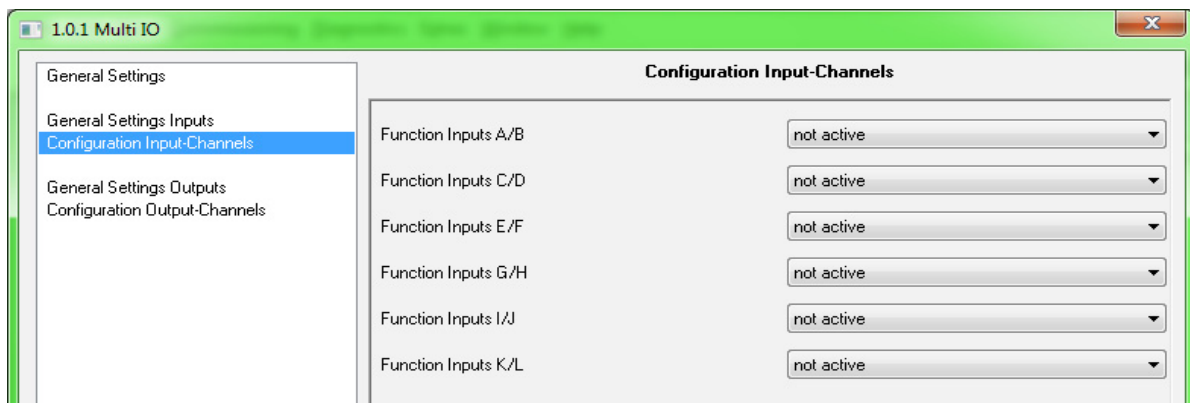 1.0.1 Multi IO
General Settings
General Settings Inputs
Configuration Input-Channels
General Settings Outputs
Configuration Output-Channels
Configuration Input-Channels
Function Inputs A/B not active
Function Inputs C/D not active
Function Inputs E/F not active
Function Inputs G/H not active
Function Inputs I/J not active
Function Inputs K/L not active